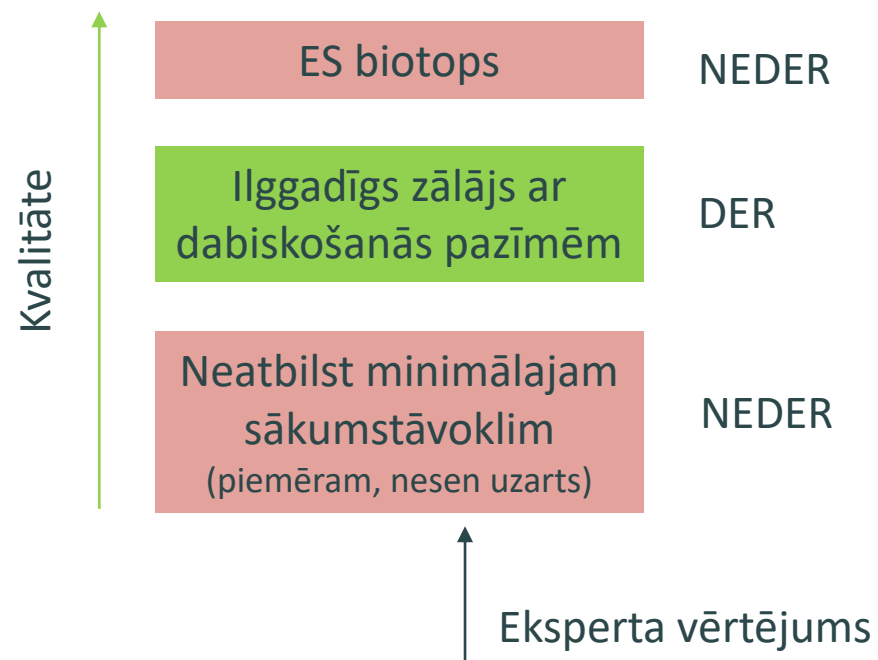 Kvalitāte
ES biotops
NEDER
Ilggadīgs zālājs ar
dabiskošanās pazīmēm
DER
Neatbilst minimālajam
sākumstāvoklim
(piemēram, nesen uzarts)
NEDER
Eksperta vērtējums